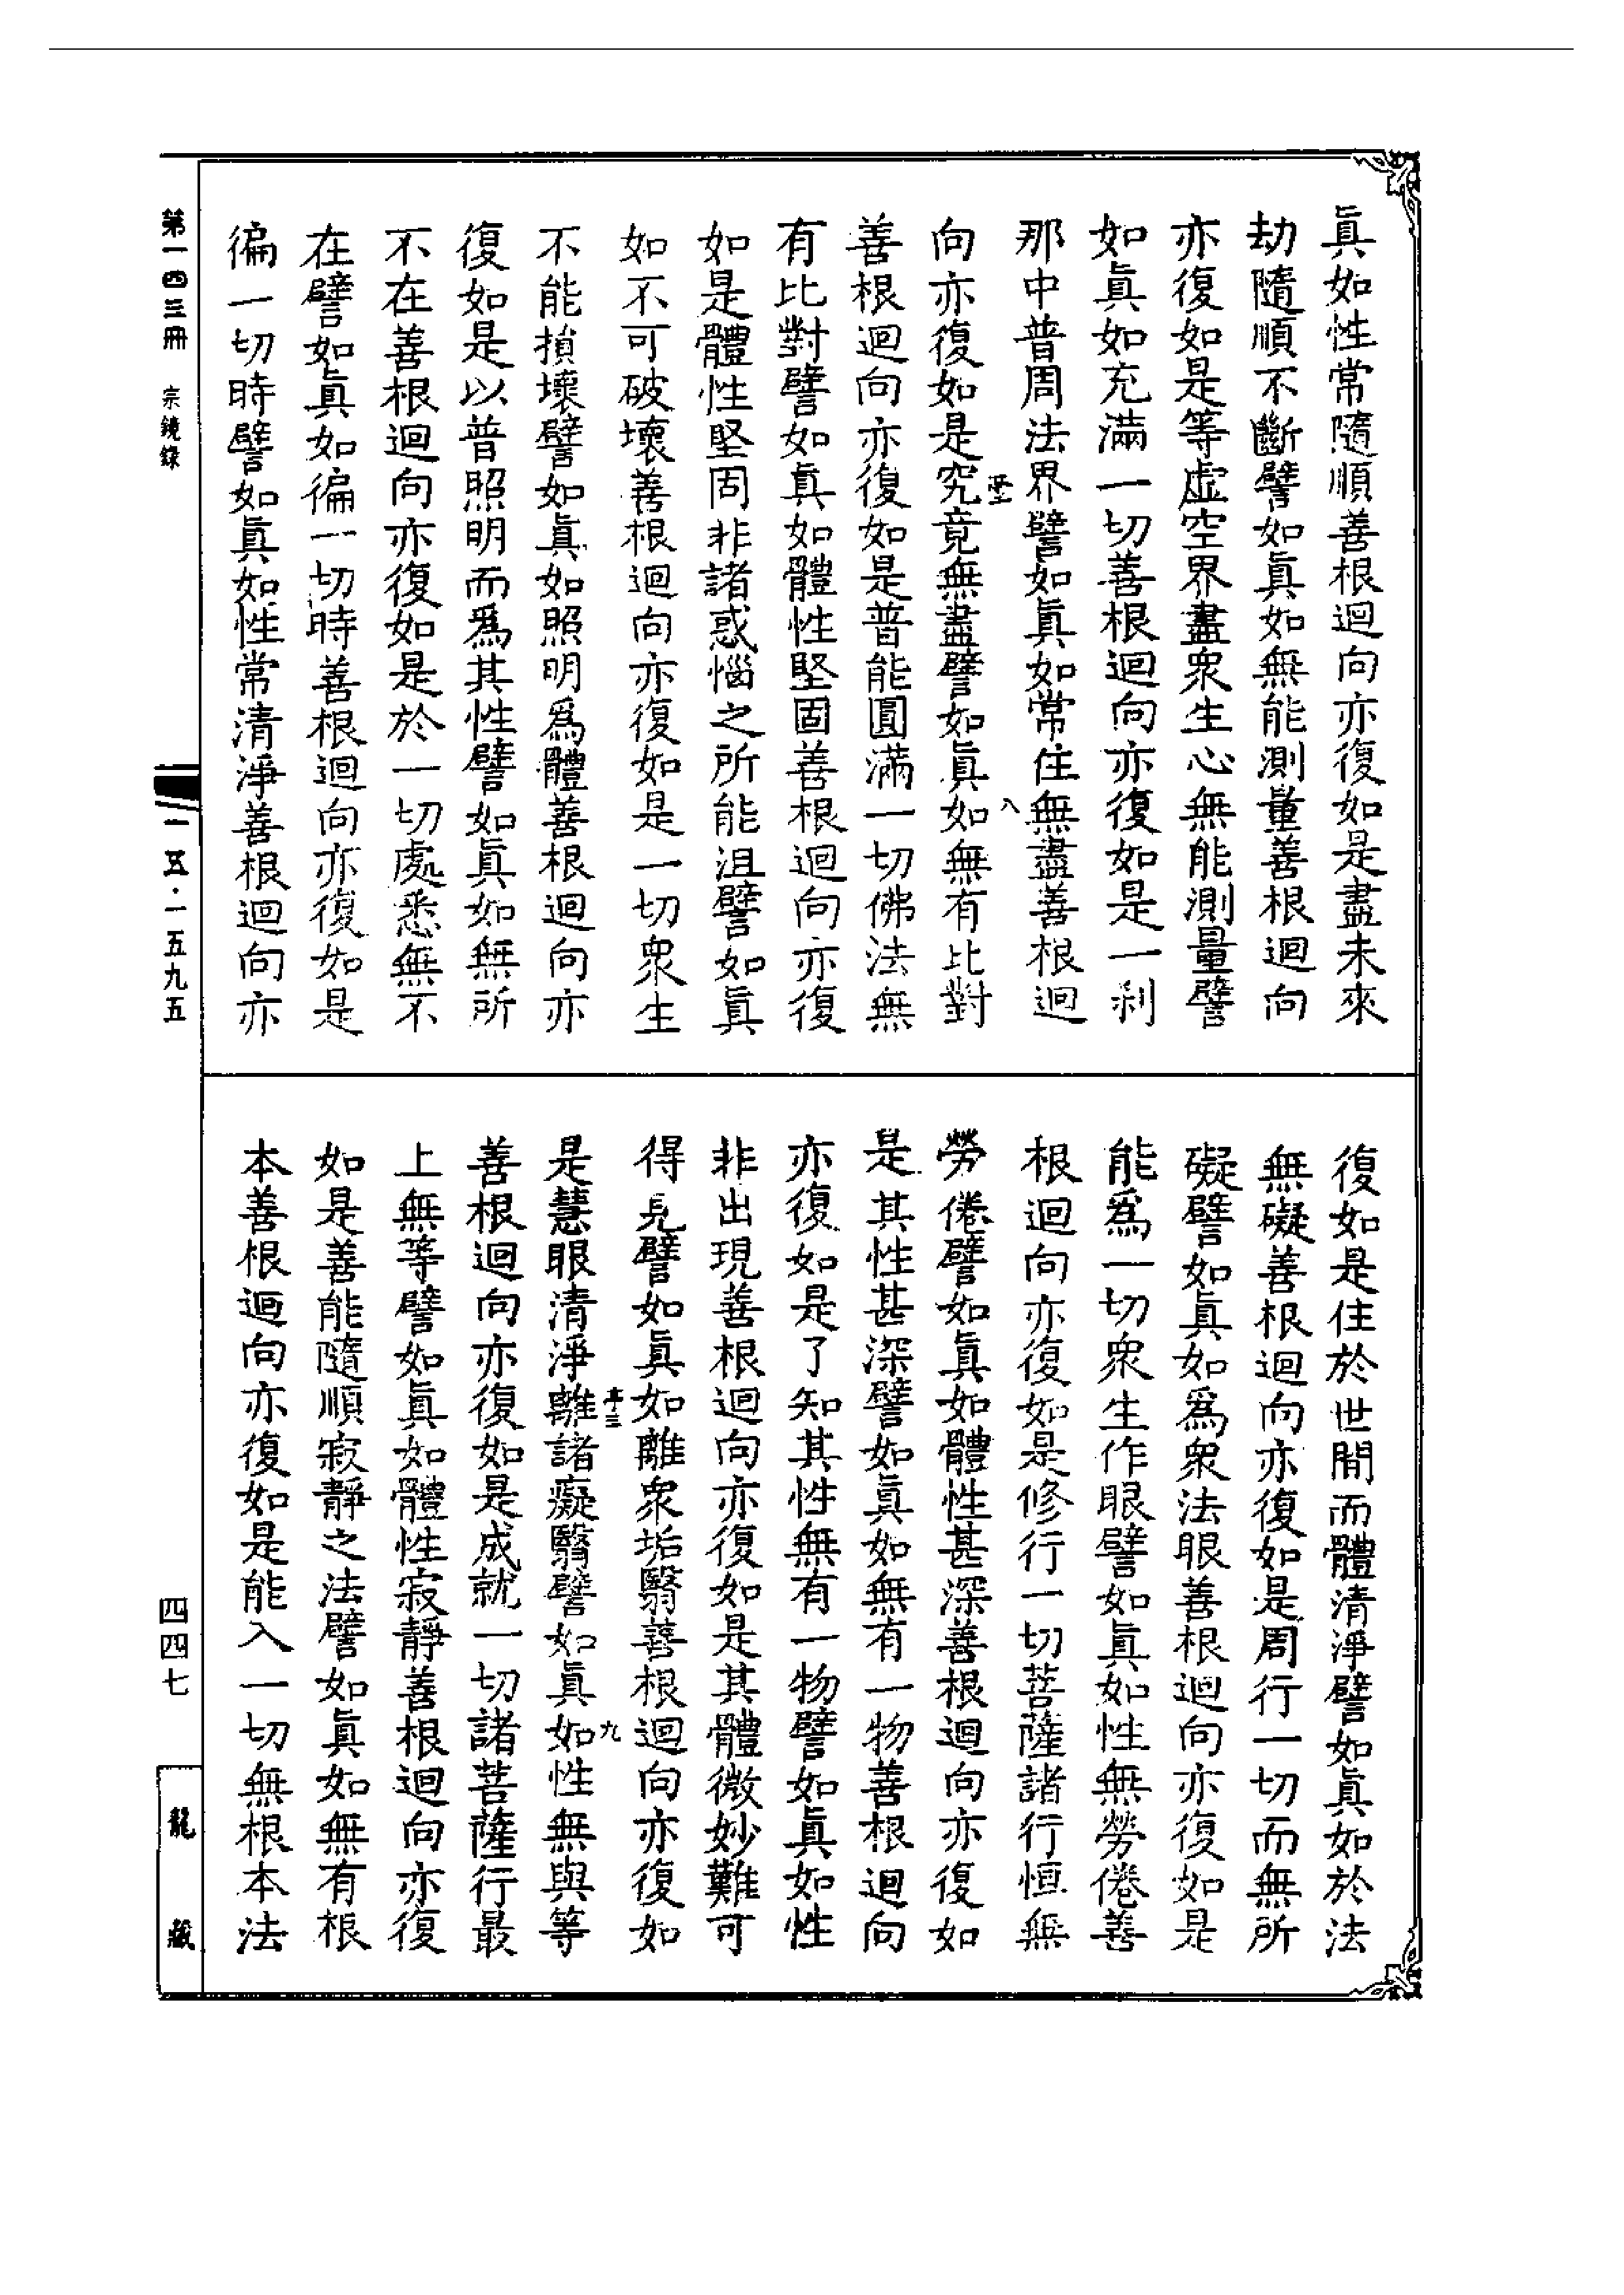 眞如性常隨順善根迴向亦復如是盡未來
劫隨順不斷譬如眞如無能測量善根迴向
亦復如是等虛空界盡衆生心無能測量譬
如眞如充滿一切善根迴向亦復如是一刹
那中普周法界譬如眞如常住無盡善根迴
八
向亦復如是究竟無盡譬如眞如無有比對
善根迴向亦復如是普能圓滿一切佛法無
有比對譬如眞如體性堅固善根迴向亦復
如是體性堅固非諸惑惱之所能沮譬如眞
如不可破壞善根迴向亦復如是一切衆生
不能損壞譬如眞如照明爲體善根迴向亦
復如是以普照明而爲其性譬如眞如無所
不在善根迴向亦復如是於一切處悉無不
在譬如眞如徧一切時善根迴向亦復如是
徧一切時譬如眞如性常清淨善根迴向亦
復如是住於世間而體清淨譬如眞如於法
無礙善根迴向亦復如是周行一切而無所
礙譬如眞如爲衆法眼善根迴向亦復如是
能爲一切衆生作眼譬如眞如性無勞倦善
根迴向亦復如是修行一切菩薩諸行恒無
勞倦譬如眞如體性甚深善根迴向亦復如
是其性甚深譬如眞如無有一物善根迴向
亦復如是了知其性無有一物譬如眞如性
非出現善根迴向亦復如是其體微妙難可
得見譬如眞如離衆垢翳善根迴向亦復如
九
是慧眼清淨離諸癡翳譬如眞如性無與等
善根迴向亦復如是成就一切諸菩薩行最
上無等譬如眞如體性寂靜善根迴向亦復
如是善能隨順寂靜之法譬如眞如無有根
本善根迴向亦復如是能入一切無根本法
第一四三冊 宗鏡錄
一五·一五九五
四四七
龍藏